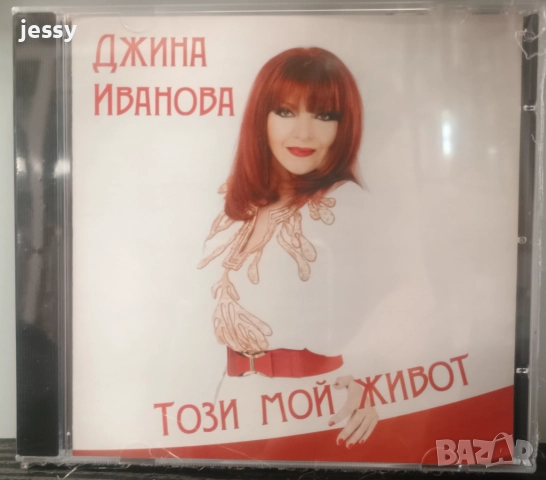 jessy
ДЖИНА
ИВАНОВА
ТОЗИ МОЙ ЖИВОТ
BAZAR